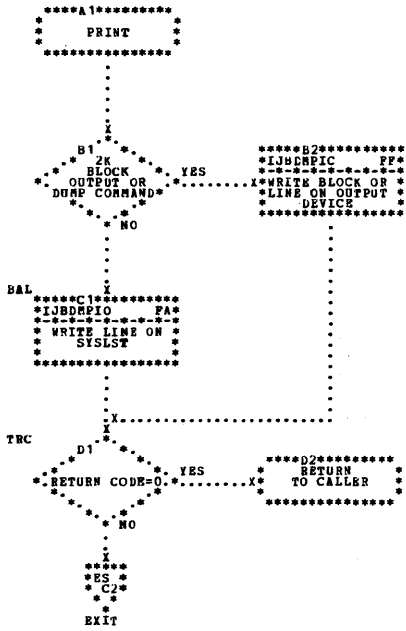 A1
PRINT
B1
2K
BLOCK
OUTPUT OR
DUMP COMMAND
YES
NO
B2
IJBDMPIC PF
WRITE BLOCK OR
LINE ON OUTPUT
DEVICE
BAL
C1
IJBDMPIO FA
WRITE LINE ON
SYSLST
TRC
D1
RETURN CODE=0
YES
NO
D2
RETURN
TO CALLER
ES
C2
EXIT